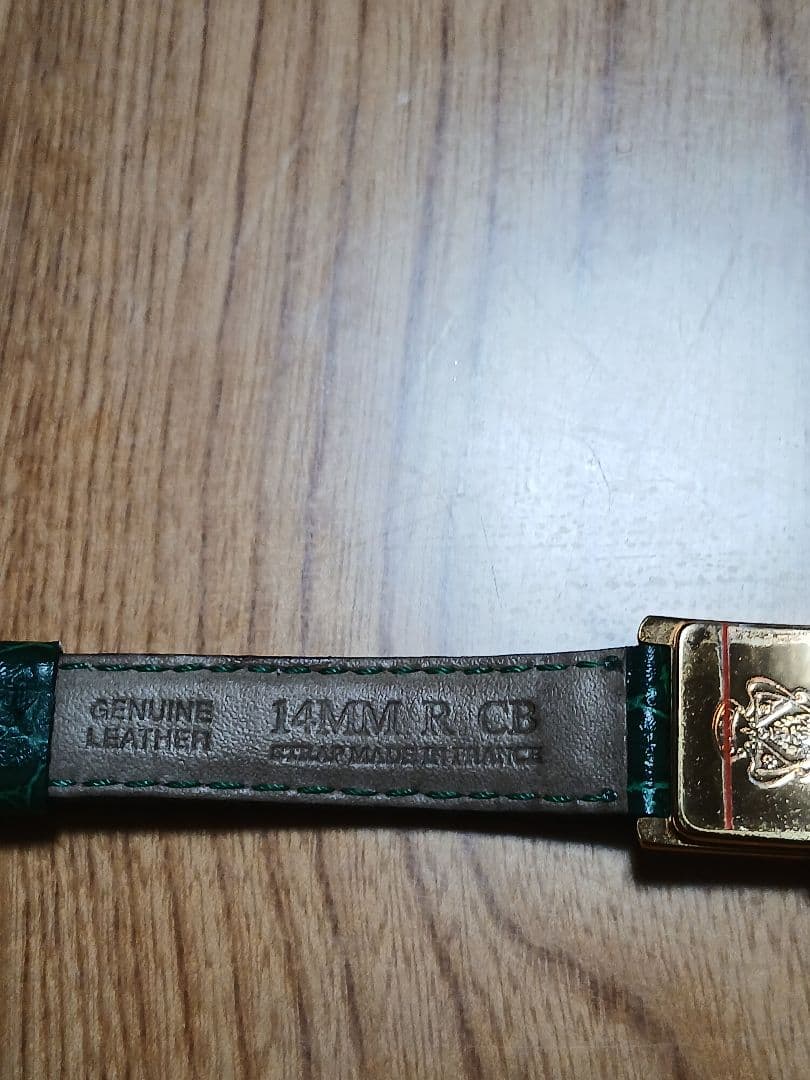 GENUINE
LEATHER
14MM R. CB
STRAP MADE IN FRANCE